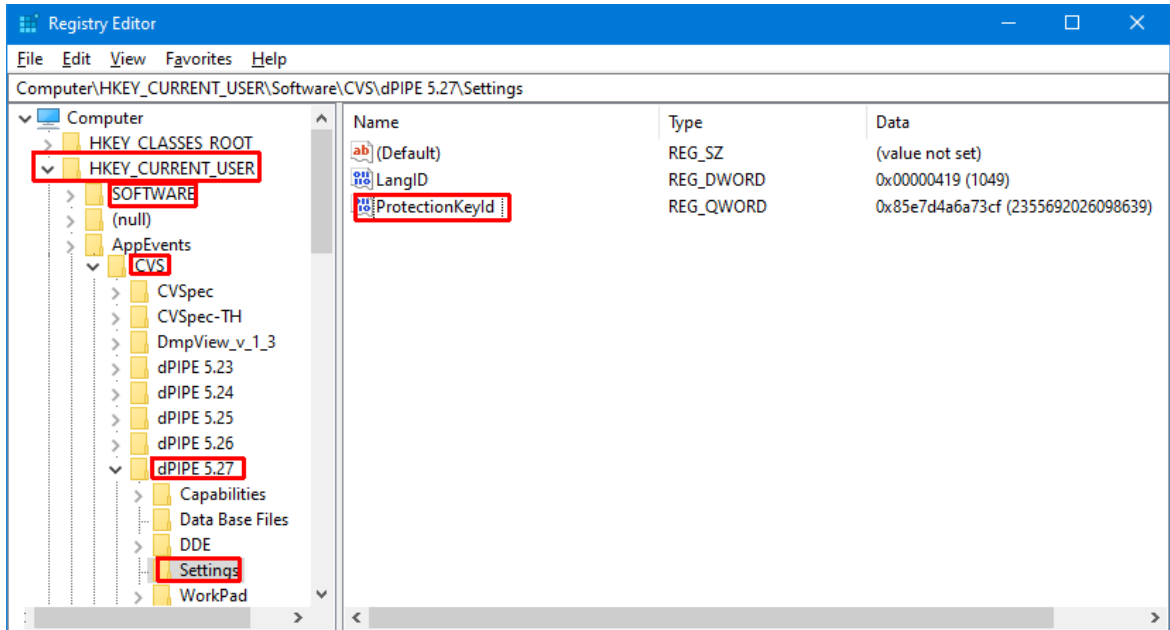 Registry Editor
File Edit View Favorites Help
Computer\HKEY_CURRENT_USER\Software\CVS\dPIPE 5.27\Settings
Computer
HKEY_CLASSES_ROOT
HKEY_CURRENT_USER
SOFTWARE
(null)
AppEvents
CVS
CVSpec
CVSpec-TH
DmpView_v_1_3
dPIPE 5.23
dPIPE 5.24
dPIPE 5.25
dPIPE 5.26
dPIPE 5.27
Capabilities
Data Base Files
DDE
Settings
WorkPad
Name Type Data
(Default) REG_SZ (value not set)
LangID REG_DWORD 0x00000419 (1049)
ProtectionKeyId REG_QWORD 0x85e7d4a6a73cf (2355692026098639)